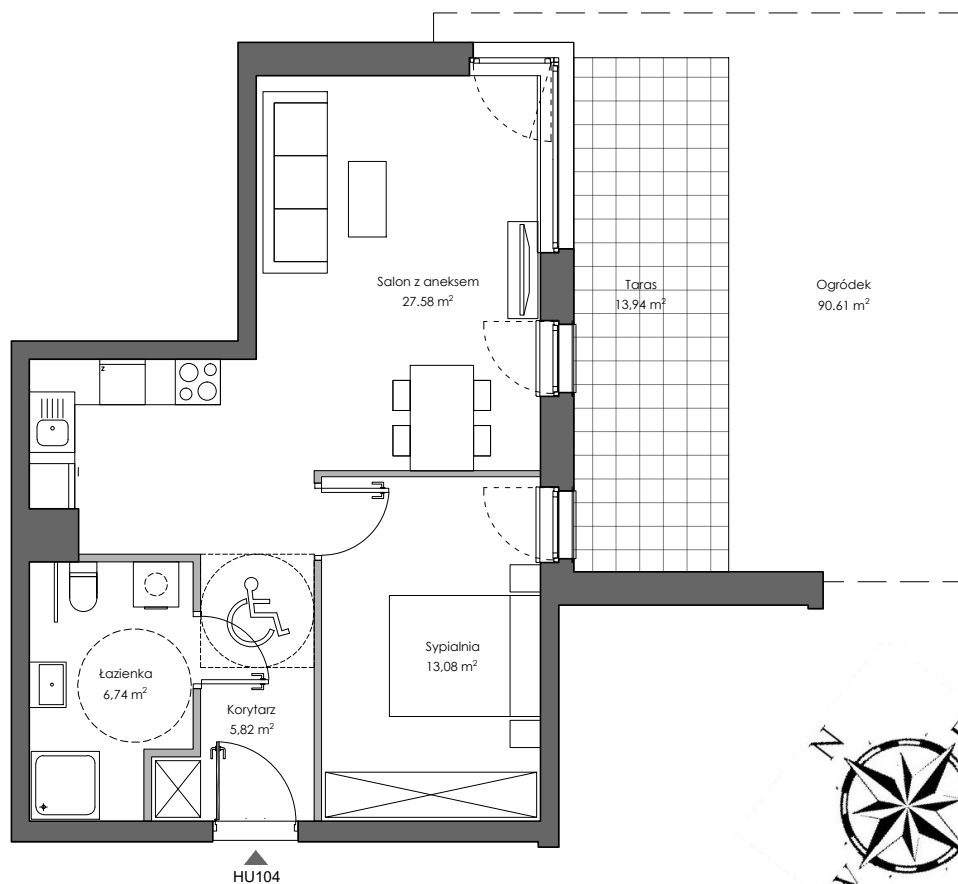 Salon z aneksem
27.58 m²
Taras
13,94 m²
Ogródek
90.61 m²
z
Sypialnia
13,08 m²
Łazienka
6,74 m²
Korytarz
5,82 m²
N
HU104